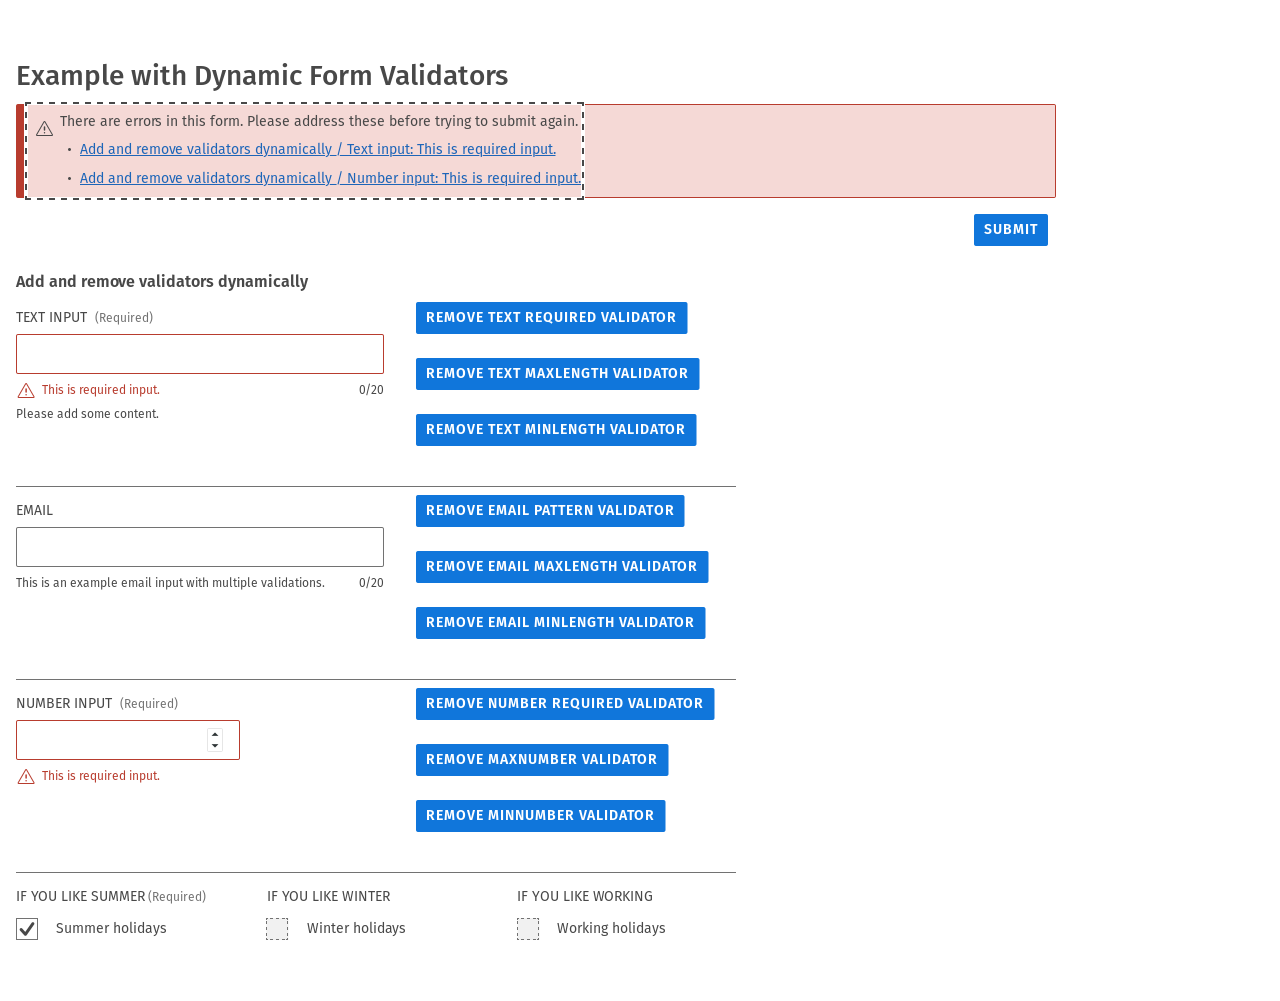 Example with Dynamic Form Validators
There are errors in this form. Please address these before trying to submit again.
• Add and remove validators dynamically / Text input: This is required input.
• Add and remove validators dynamically / Number input: This is required input.
SUBMIT
Add and remove validators dynamically
TEXT INPUT (Required)
REMOVE TEXT REQUIRED VALIDATOR
This is required input. 0/20
Please add some content.
REMOVE TEXT MAXLENGTH VALIDATOR
REMOVE TEXT MINLENGTH VALIDATOR
EMAIL
REMOVE EMAIL PATTERN VALIDATOR
This is an example email input with multiple validations. 0/20
REMOVE EMAIL MAXLENGTH VALIDATOR
REMOVE EMAIL MINLENGTH VALIDATOR
NUMBER INPUT (Required)
REMOVE NUMBER REQUIRED VALIDATOR
This is required input.
REMOVE MAXNUMBER VALIDATOR
REMOVE MINNUMBER VALIDATOR
IF YOU LIKE SUMMER (Required)
Summer holidays
IF YOU LIKE WINTER
Winter holidays
IF YOU LIKE WORKING
Working holidays